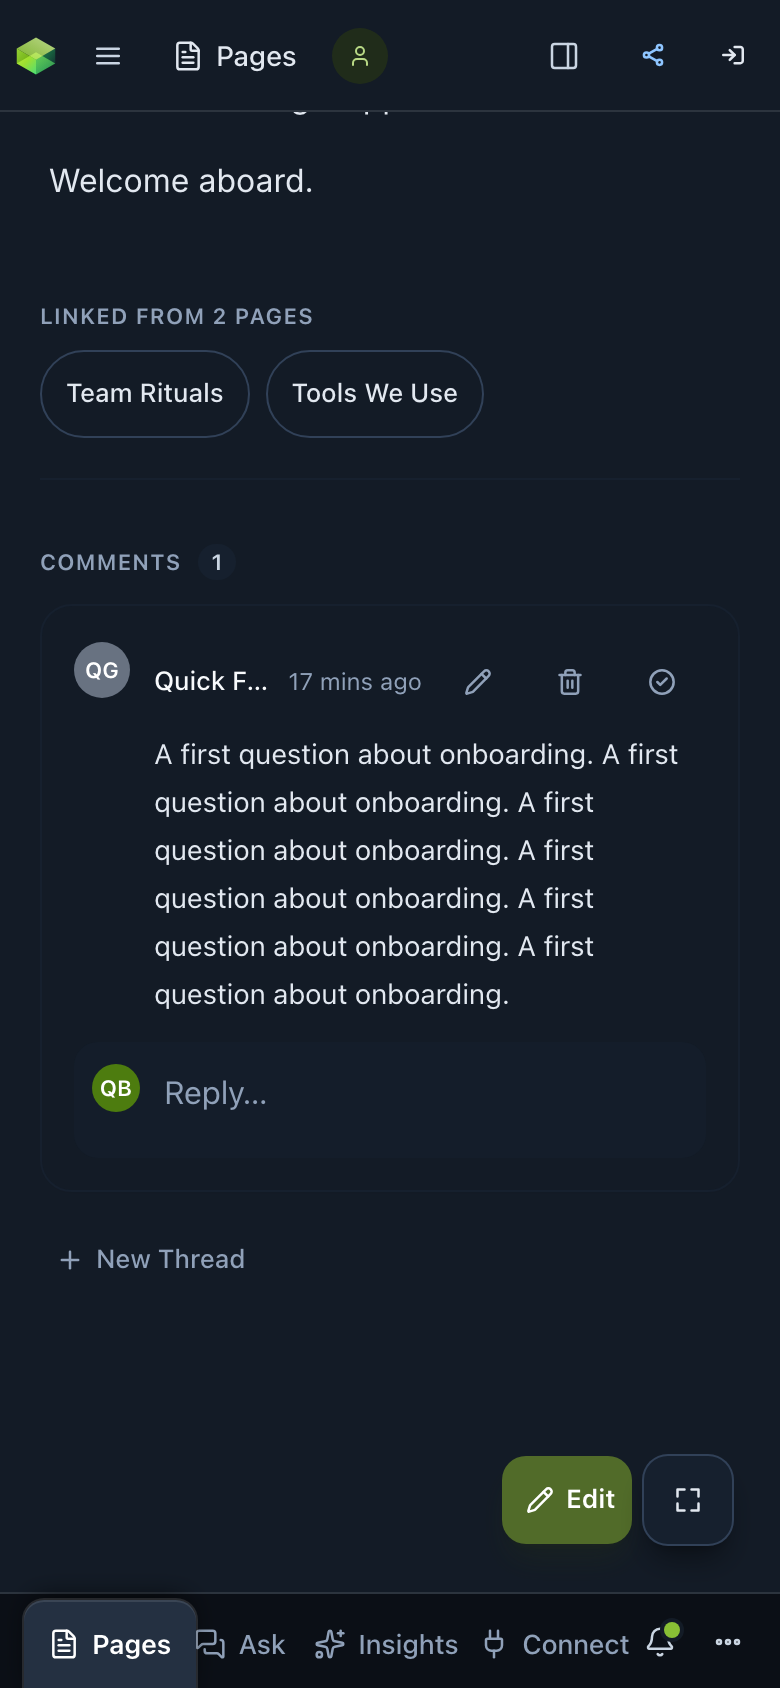 Pages
Welcome aboard.
LINKED FROM 2 PAGES
Team Rituals
Tools We Use
COMMENTS 1
QG
Quick F... 17 mins ago
A first question about onboarding. A first
question about onboarding. A first
question about onboarding. A first
question about onboarding. A first
question about onboarding. A first
question about onboarding.
QB
Reply...
New Thread
Edit
Pages
Ask
Insights
Connect